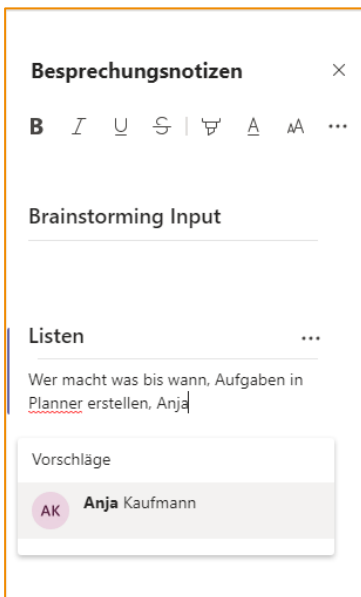 Besprechungsnotizen
B I U S A AA
Brainstorming Input
Listen
Wer macht was bis wann, Aufgaben in
Planner erstellen, Anja
Vorschläge
AK Anja Kaufmann